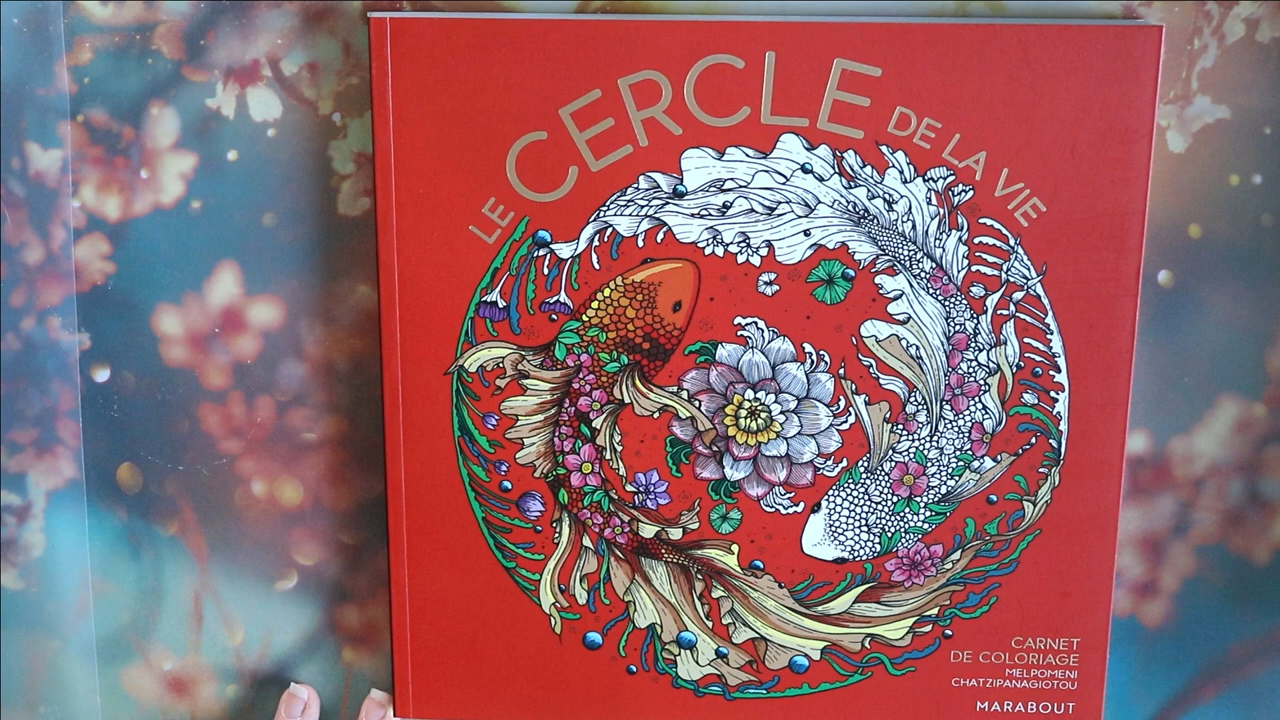 LE CERCLE DE LA VIE
CARNET
DE COLORIAGE
MELPOMENI
CHATZIPANAGIOTOU
MARABOUT